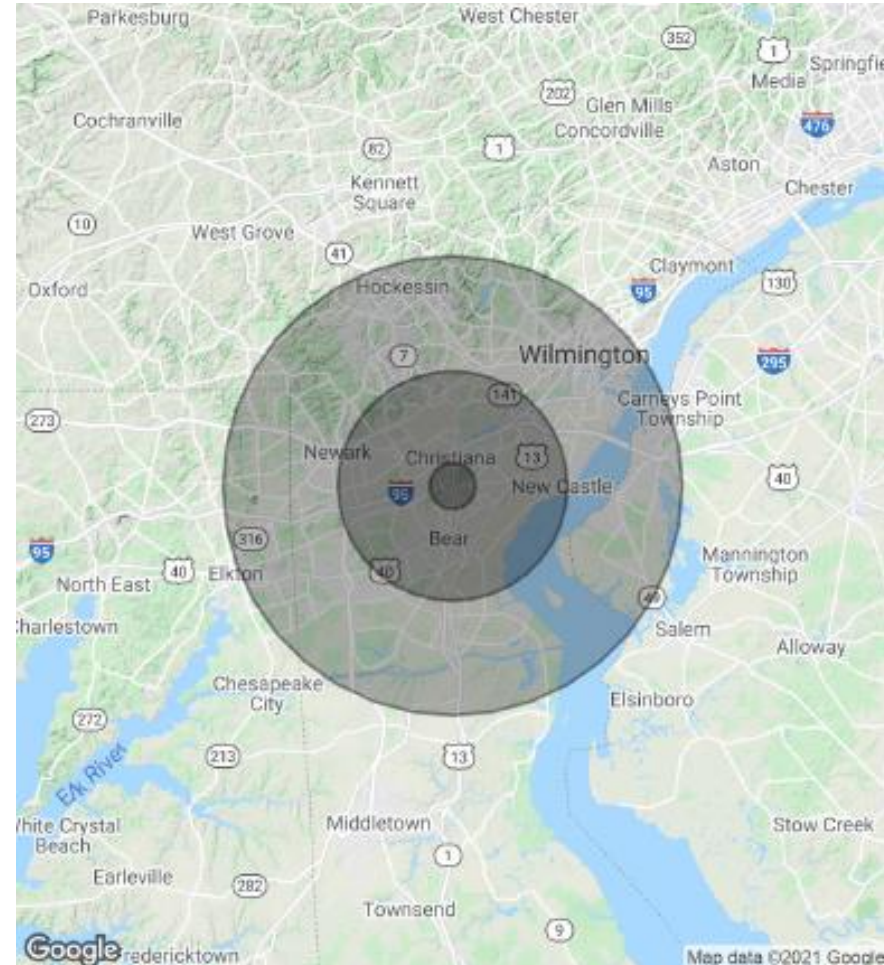 Parkesburg
West Chester
352
1
Springfie
Media
202
Glen Mills
Concordville
476
Cochranville
82
1
Aston
Kennett
Square
Chester
10
West Grove
41
Claymont
Hockessin
95
130
Oxford
7
Wilmington
295
141
Carneys Point
Township
273
Newark
Christiana
13
40
95
New Castle
316
Bear
95
Mannington
Township
40
Elkton
40
North East
Charlestown
Salem
Alloway
Chesapeake
City
Elsinboro
272
213
13
Elk River
White Crystal
Beach
Middletown
Stow Creek
1
Earleville
282
Townsend
9
Google
Fredericktown
Map data ©2021 Google